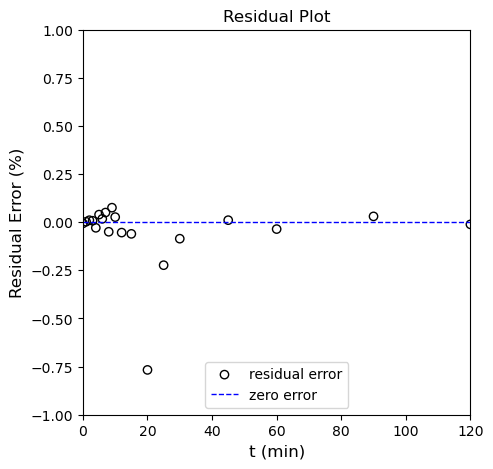 Residual Plot
1.00
0.75
0.50
0.25
0.00
−0.25
−0.50
−0.75
−1.00
Residual Error (%)
0 20 40 60 80 100 120
t (min)
residual error
zero error